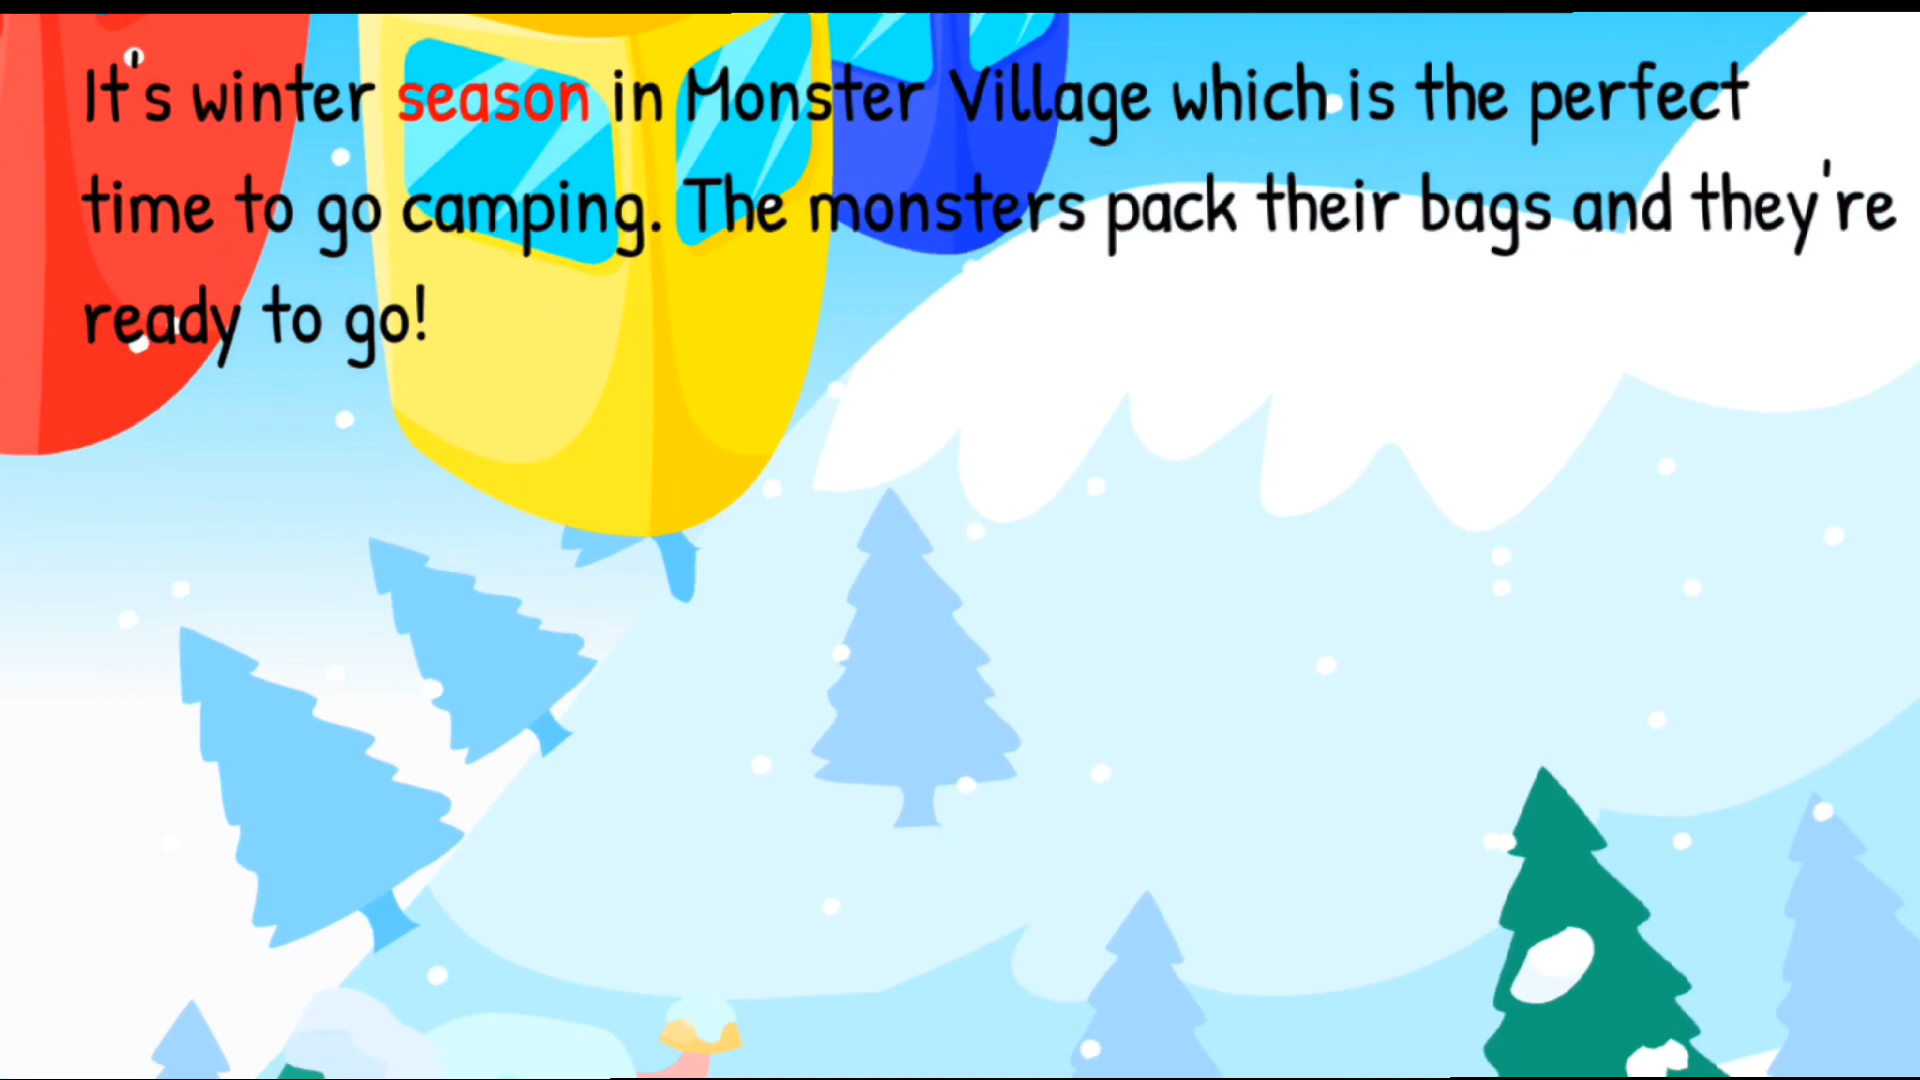 It's winter season in Monster Village which is the perfect
time to go camping. The monsters pack their bags and they're
ready to go!